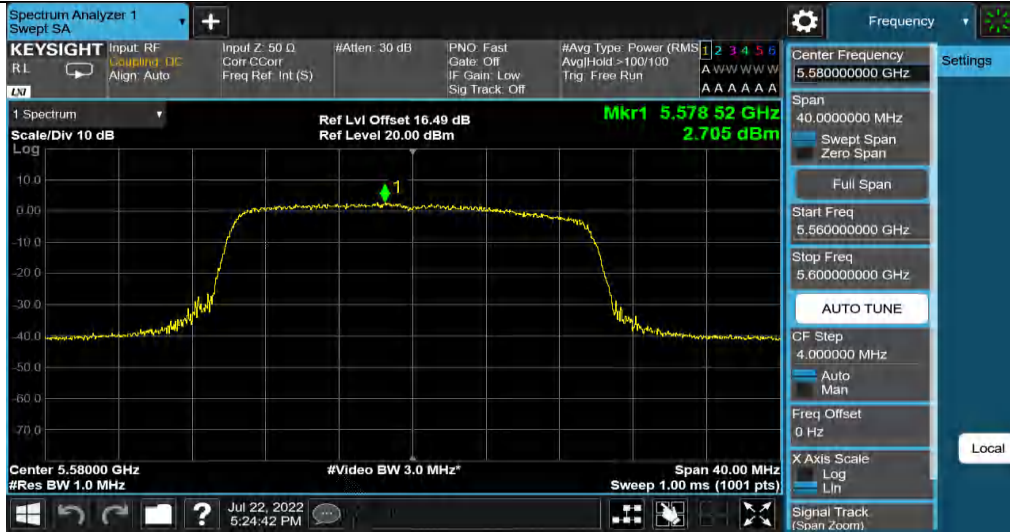 Spectrum Analyzer 1
Swept SA
+
Frequency
KEYSIGHT
RL
LXI
Input: RF
Coupling: DC
Align: Auto
Input Z: 50 Ω
Corr CCorr
Freq Ref: Int (S)
#Atten: 30 dB
PNO: Fast
Gate: Off
IF Gain: Low
Sig Track: Off
#Avg Type: Power (RMS
Avg|Hold >100/100
Trig: Free Run
1 2 3 4 5 6
A W W W W W
A A A A A A
Center Frequency
5.580000000 GHz
Settings
Span
40.0000000 MHz
Swept Span
Zero Span
Full Span
Start Freq
5.560000000 GHz
Stop Freq
5.600000000 GHz
AUTO TUNE
CF Step
4.000000 MHz
Auto
Man
Freq Offset
0 Hz
X Axis Scale
Log
Lin
Signal Track
(Span Zoom)
Local
1 Spectrum
Scale/Div 10 dB
Log
Ref Lvl Offset 16.49 dB
Ref Level 20.00 dBm
Mkr1 5.578 52 GHz
2.705 dBm
1
10.0
0.00
-10.0
-20.0
-30.0
-40.0
-50.0
-60.0
-70.0
Center 5.58000 GHz
#Res BW 1.0 MHz
#Video BW 3.0 MHz*
Span 40.00 MHz
Sweep 1.00 ms (1001 pts)
?
Jul 22, 2022
5:24:42 PM